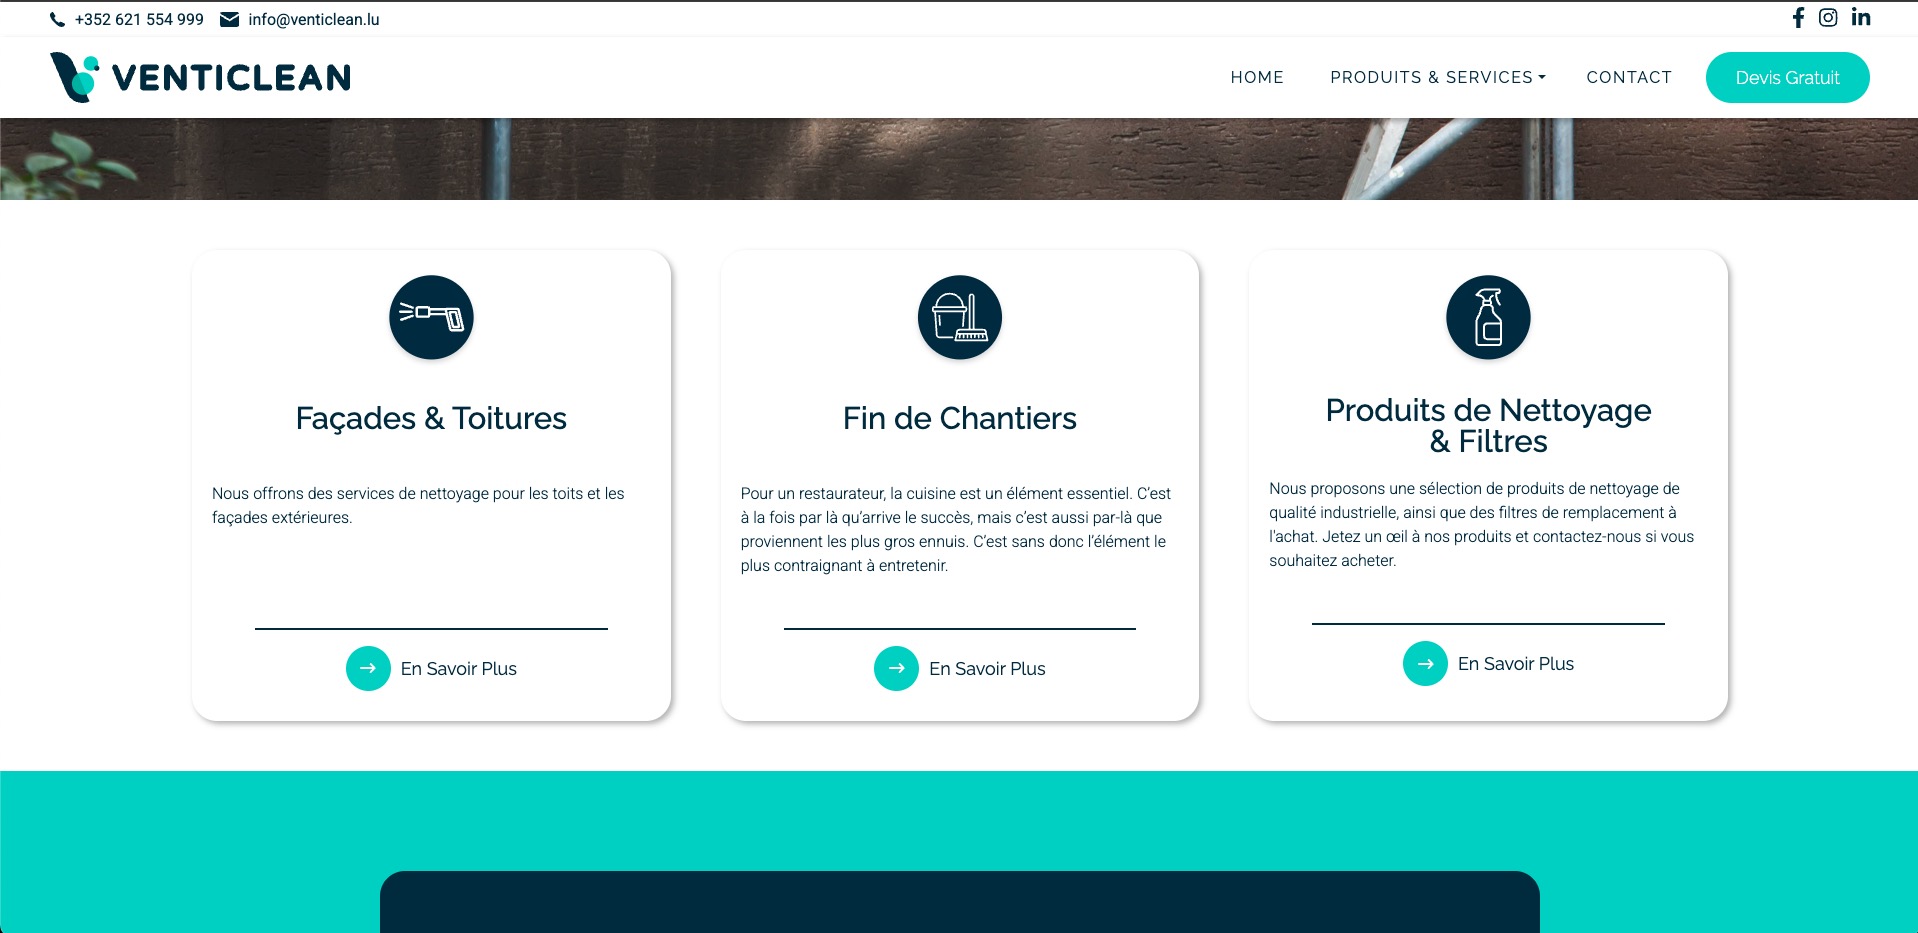 +352 621 554 999 info@venticlean.lu
VENTICLEAN
HOME PRODUITS & SERVICES CONTACT Devis Gratuit
Façades & Toitures
Nous offrons des services de nettoyage pour les toits et les
façades extérieures.
En Savoir Plus
Fin de Chantiers
Pour un restaurateur, la cuisine est un élément essentiel. C’est
à la fois par là qu’arrive le succès, mais c’est aussi par-là que
proviennent les plus gros ennuis. C’est sans donc l’élément le
plus contraignant à entretenir.
En Savoir Plus
Produits de Nettoyage
& Filtres
Nous proposons une sélection de produits de nettoyage de
qualité industrielle, ainsi que des filtres de remplacement à
l'achat. Jetez un œil à nos produits et contactez-nous si vous
souhaitez acheter.
En Savoir Plus